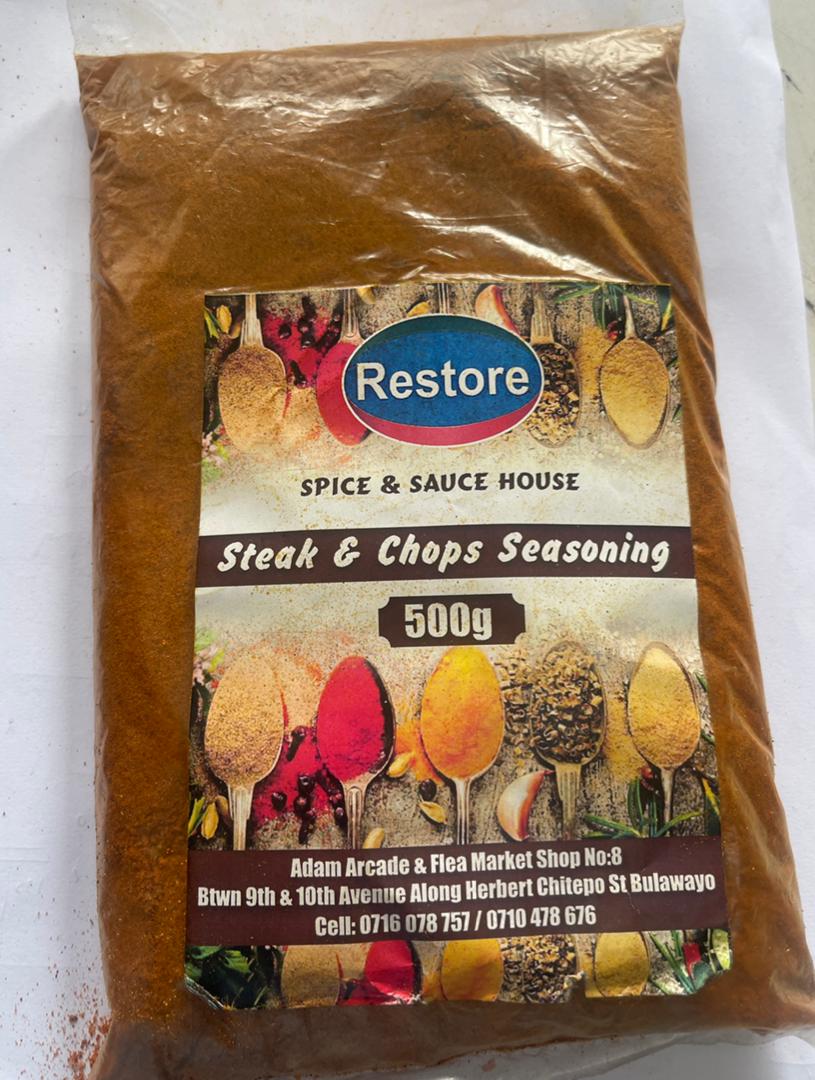 Restore
SPICE & SAUCE HOUSE
Steak & Chops Seasoning
500g
Adam Arcade & Flea Market Shop No:8
Btwn 9th & 10th Avenue Along Herbert Chitepo St Bulawayo
Cell: 0716 078 757 / 0710 478 676